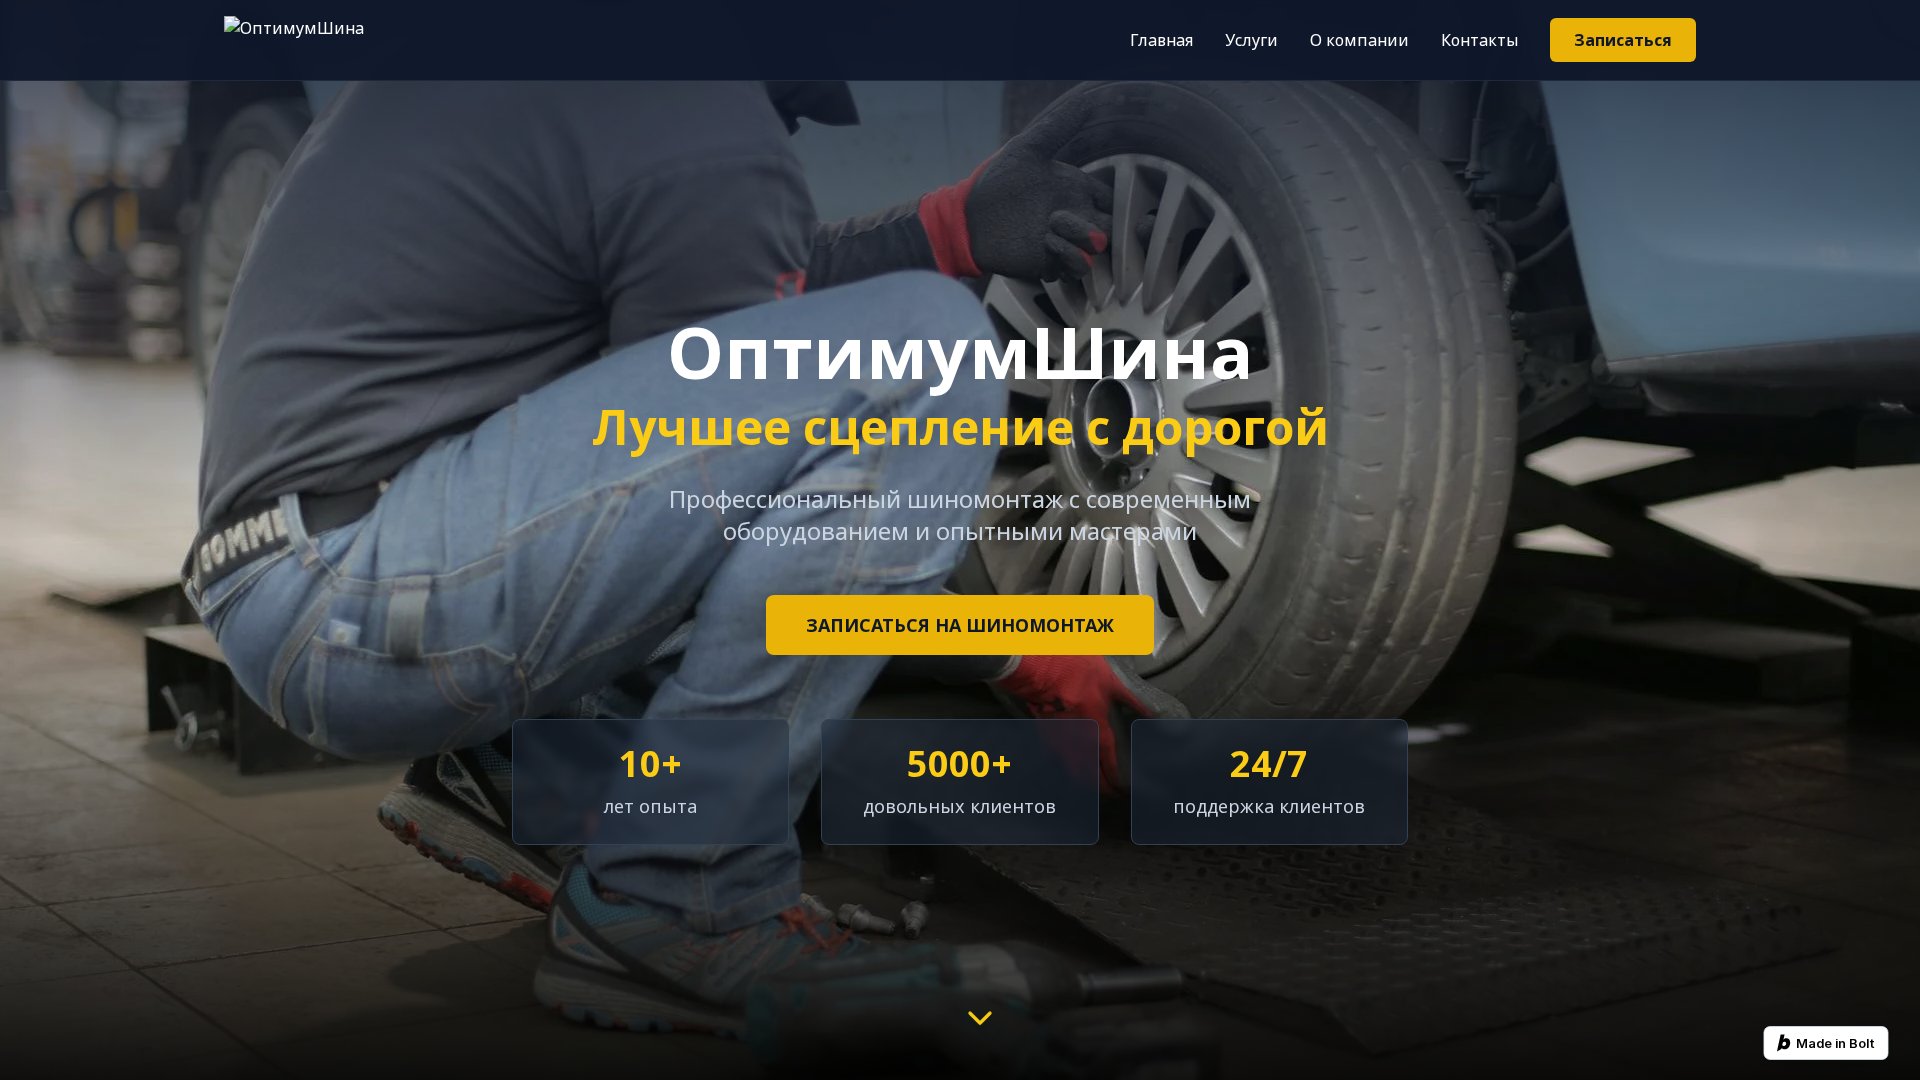 ОптимумШина
Главная
Услуги
О компании
Контакты
Записаться
ОптимумШина
Лучшее сцепление с дорогой
Профессиональный шиномонтаж с современным
оборудованием и опытными мастерами
ЗАПИСАТЬСЯ НА ШИНОМОНТАЖ
10+
лет опыта
5000+
довольных клиентов
24/7
поддержка клиентов
Made in Bolt